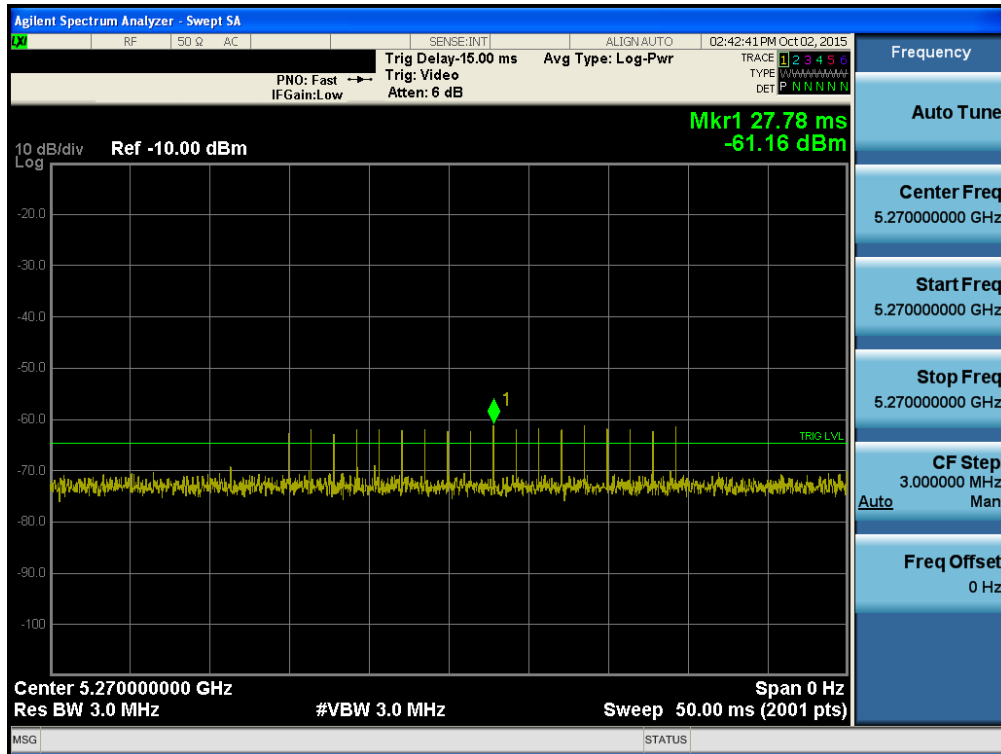 Agilent Spectrum Analyzer - Swept SA
LXI RF 50 Ω AC SENSE:INT ALIGN AUTO 02:42:41 PM Oct 02, 2015
Frequency
Trig Delay-15.00 ms Avg Type: Log-Pwr TRACE 1 2 3 4 5 6
PNO: Fast Trig: Video TYPE WWWWWW
IFGain:Low Atten: 6 dB DET P N N N N N
Auto Tune
Mkr1 27.78 ms
10 dB/div Ref -10.00 dBm -61.16 dBm
Log
Center Freq
5.270000000 GHz
-20.0
-30.0
Start Freq
5.270000000 GHz
-40.0
-50.0
Stop Freq
5.270000000 GHz
1
-60.0
TRIG LVL
-70.0
CF Step
3.000000 MHz
Auto Man
-80.0
-90.0
Freq Offset
0 Hz
-100
Center 5.270000000 GHz Span 0 Hz
Res BW 3.0 MHz #VBW 3.0 MHz Sweep 50.00 ms (2001 pts)
MSG STATUS